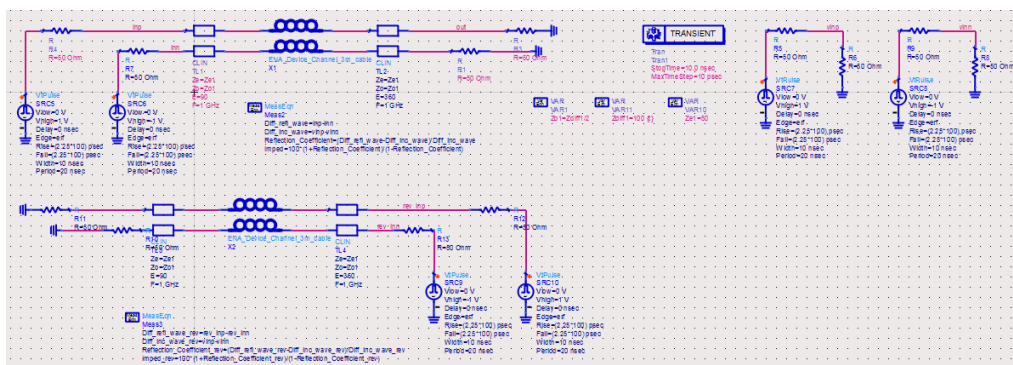 inp
out
R
R4
R=50 Ohm
inn
R
R7
R=50 Ohm
CLIN
TL1
Ze=Ze1
Zo=Zo1
E=90
F=1 GHz
ENA_Device_Channel_3m_cable
X1
CLIN
TL2
Ze=Ze1
Zo=Zo1
E=360
F=1 GHz
R
R1
R=50 Ohm
R
R3
R=50 Ohm
VtPulse
SRC5
Vlow=0 V
Vhigh=1 V
Delay=0 nsec
Edge=erf
Rise=(2.25*100) psec
Fall=(2.25*100) psec
Width=10 nsec
Period=20 nsec
VtPulse
SRC6
Vlow=0 V
Vhigh=-1 V
Delay=0 nsec
Edge=erf
Rise=(2.25*100) psec
Fall=(2.25*100) psec
Width=10 nsec
Period=20 nsec
MeasEqn
Meas2
Diff_refl_wave=inp-inn
Diff_inc_wave=vinp-vinn
Reflection_Coefficient=(Diff_refl_wave-Diff_inc_wave)/Diff_inc_wave
Imped=100*(1+Reflection_Coefficient)/(1-Reflection_Coefficient)
TRANSIENT
Tran
Tran1
StopTime=10.0 nsec
MaxTimeStep=10 psec
VAR
VAR1
Zo1=Zdiff1/2
VAR
VAR11
Zdiff1=100 {t}
VAR
VAR10
Ze1=50
vinp
R
R5
R=50 Ohm
R
R6
R=50 Ohm
VtPulse
SRC7
Vlow=0 V
Vhigh=1 V
Delay=0 nsec
Edge=erf
Rise=(2.25*100) psec
Fall=(2.25*100) psec
Width=10 nsec
Period=20 nsec
vinn
R
R9
R=50 Ohm
R
R8
R=50 Ohm
VtPulse
SRC8
Vlow=0 V
Vhigh=-1 V
Delay=0 nsec
Edge=erf
Rise=(2.25*100) psec
Fall=(2.25*100) psec
Width=10 nsec
Period=20 nsec
R
R11
R=50 Ohm
R=50 Ohm
Ze=Ze1
Zo=Zo1
E=90
F=1 GHz
ENA_Device_Channel_3m_cable
X2
CLIN
TL4
Ze=Ze1
Zo=Zo1
E=360
F=1 GHz
rev_inp
rev_inn
R
R12
R=50 Ohm
R
R13
R=50 Ohm
VtPulse
SRC9
Vlow=0 V
Vhigh=-1 V
Delay=0 nsec
Edge=erf
Rise=(2.25*100) psec
Fall=(2.25*100) psec
Width=10 nsec
Period=20 nsec
VtPulse
SRC10
Vlow=0 V
Vhigh=1 V
Delay=0 nsec
Edge=erf
Rise=(2.25*100) psec
Fall=(2.25*100) psec
Width=10 nsec
Period=20 nsec
MeasEqn
Meas3
Diff_refl_wave_rev=rev_inp-rev_inn
Diff_inc_wave_rev=vinp-vinn
Reflection_Coefficient_rev=(Diff_refl_wave_rev-Diff_inc_wave_rev)/Diff_inc_wave_rev
Imped_rev=100*(1+Reflection_Coefficient_rev)/(1-Reflection_Coefficient_rev)